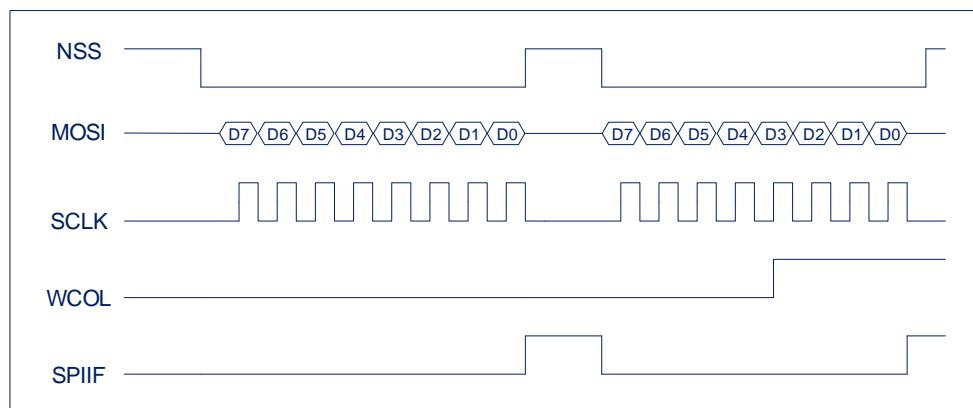 NSS
MOSI D7 D6 D5 D4 D3 D2 D1 D0 D7 D6 D5 D4 D3 D2 D1 D0
SCLK
WCOL
SPIIF